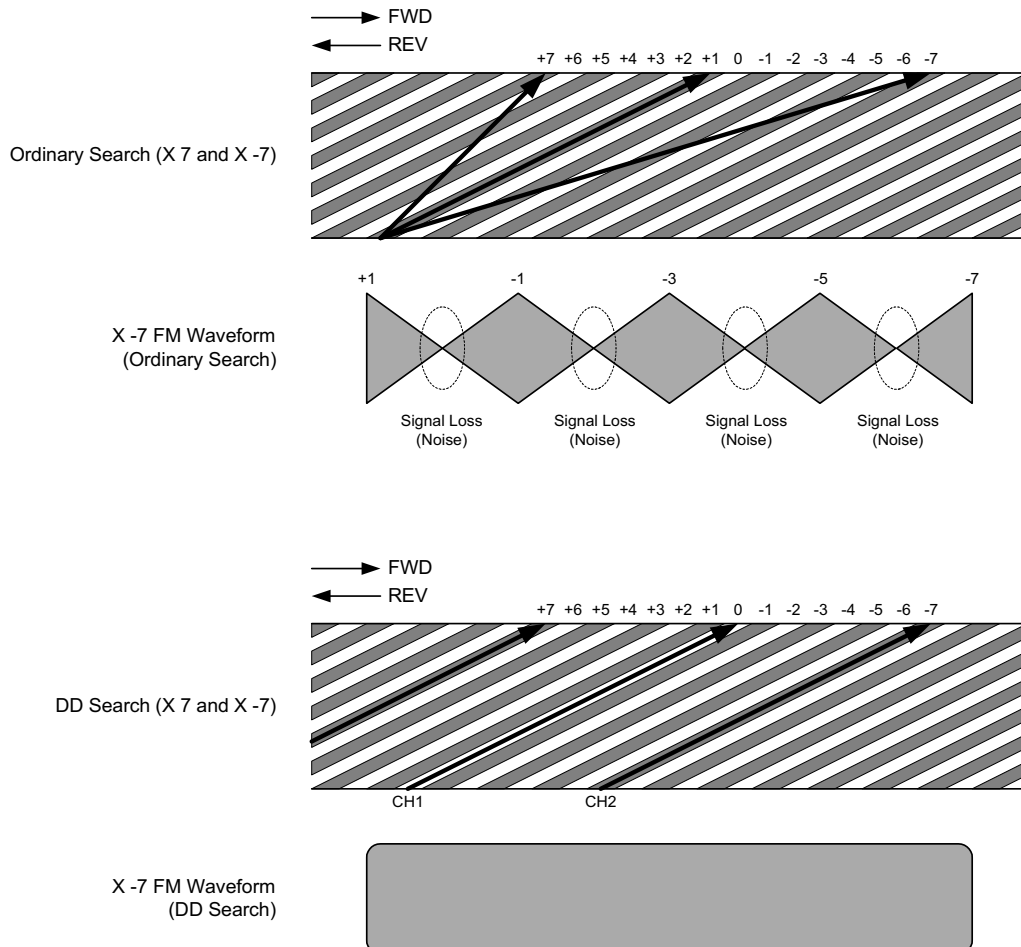 FWD
REV
+7 +6 +5 +4 +3 +2 +1 0 -1 -2 -3 -4 -5 -6 -7
Ordinary Search (X 7 and X -7)
+1 -1 -3 -5 -7
X -7 FM Waveform
(Ordinary Search)
Signal Loss Signal Loss Signal Loss Signal Loss
(Noise) (Noise) (Noise) (Noise)
FWD
REV
+7 +6 +5 +4 +3 +2 +1 0 -1 -2 -3 -4 -5 -6 -7
DD Search (X 7 and X -7)
CH1 CH2
X -7 FM Waveform
(DD Search)